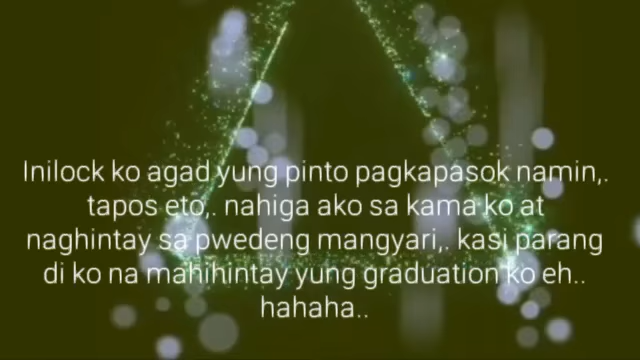 Inilock ko agad yung pinto pagkapasok namin,.
tapos eto,. nahiga ako sa kama ko at
naghintay sa pwedeng mangyari,. kasi parang
di ko na mahihintay yung graduation ko eh..
hahaha..